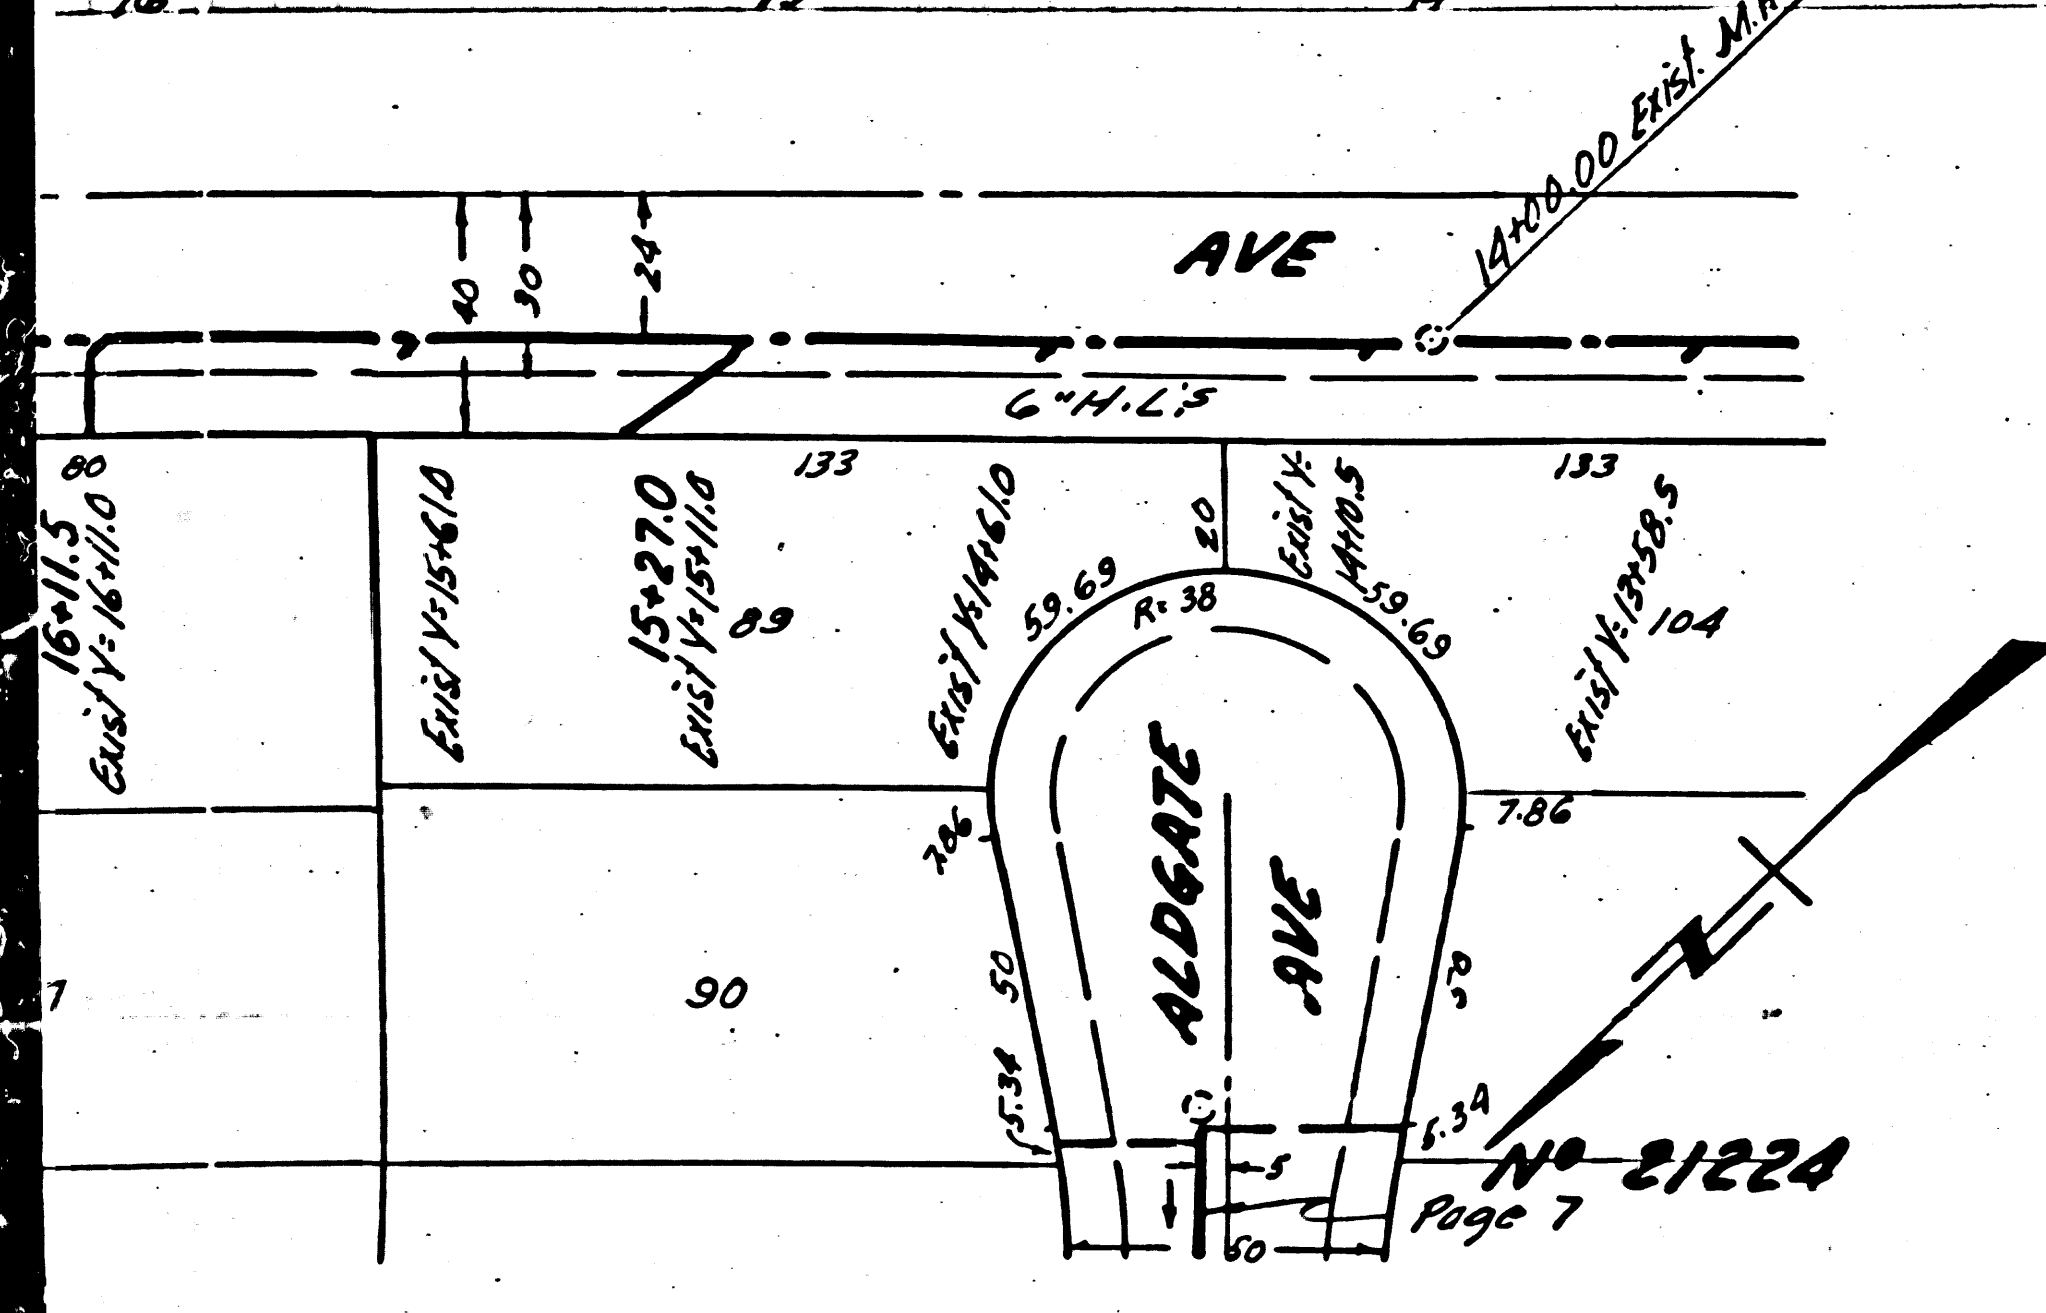 14+00.00 Exist. M.H.
AVE
40
30
24
6" H.L.'s
80
133
133
16+11.5
Exist Y= 16+11.0
Exist Y= 15+61.0
15+27.0
Exist Y= 15+11.0
89
Exist Y= 14+61.0
20
Exist Y=
14+10.5
Exist Y= 13+58.5
104
59.69
R= 38
59.69
7.86
7.86
ALDGATE
AVE
50
50
90
7
5.34
5.34
5
50
N
No 21224
Page 7